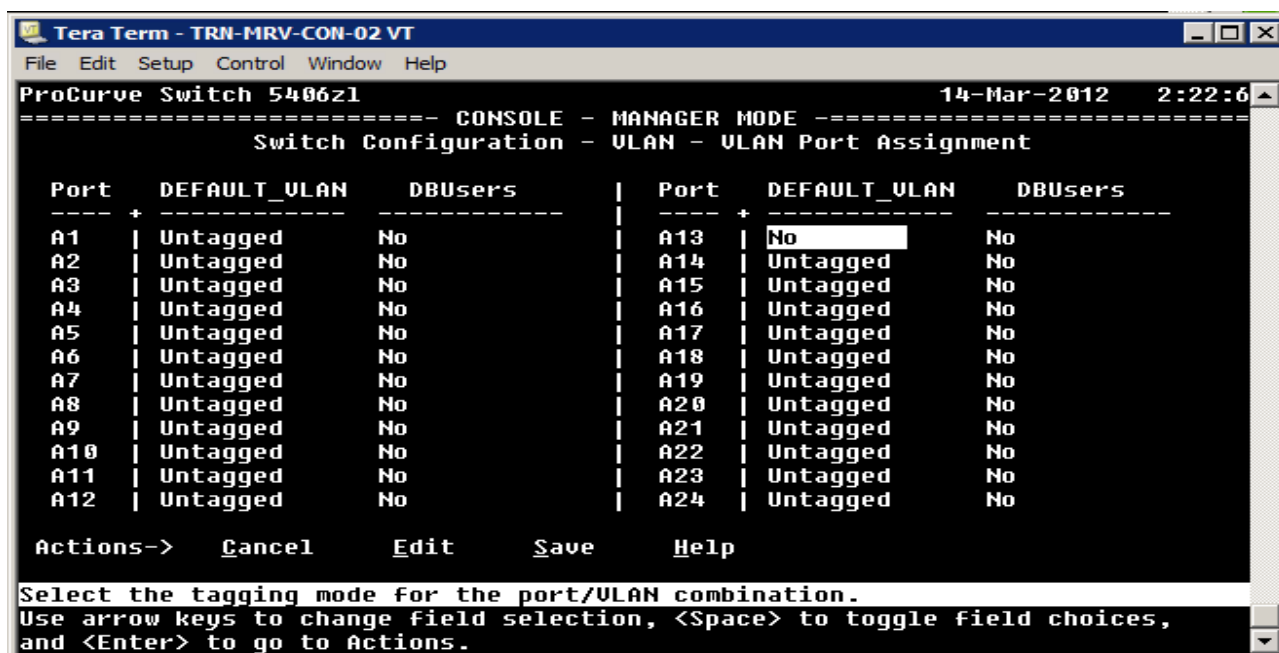 Tera Term - TRN-MRV-CON-02 VT
File Edit Setup Control Window Help
ProCurve Switch 5406zl 14-Mar-2012 2:22:6
==========================- CONSOLE - MANAGER MODE -===========================
Switch Configuration - VLAN - VLAN Port Assignment
Port DEFAULT_VLAN DBUsers | Port DEFAULT_VLAN DBUsers
---- + ------------ ------------ | ---- + ------------ ------------
A1 | Untagged No | A13 | No No
A2 | Untagged No | A14 | Untagged No
A3 | Untagged No | A15 | Untagged No
A4 | Untagged No | A16 | Untagged No
A5 | Untagged No | A17 | Untagged No
A6 | Untagged No | A18 | Untagged No
A7 | Untagged No | A19 | Untagged No
A8 | Untagged No | A20 | Untagged No
A9 | Untagged No | A21 | Untagged No
A10 | Untagged No | A22 | Untagged No
A11 | Untagged No | A23 | Untagged No
A12 | Untagged No | A24 | Untagged No
Actions-> Cancel Edit Save Help
Select the tagging mode for the port/VLAN combination.
Use arrow keys to change field selection, <Space> to toggle field choices,
and <Enter> to go to Actions.